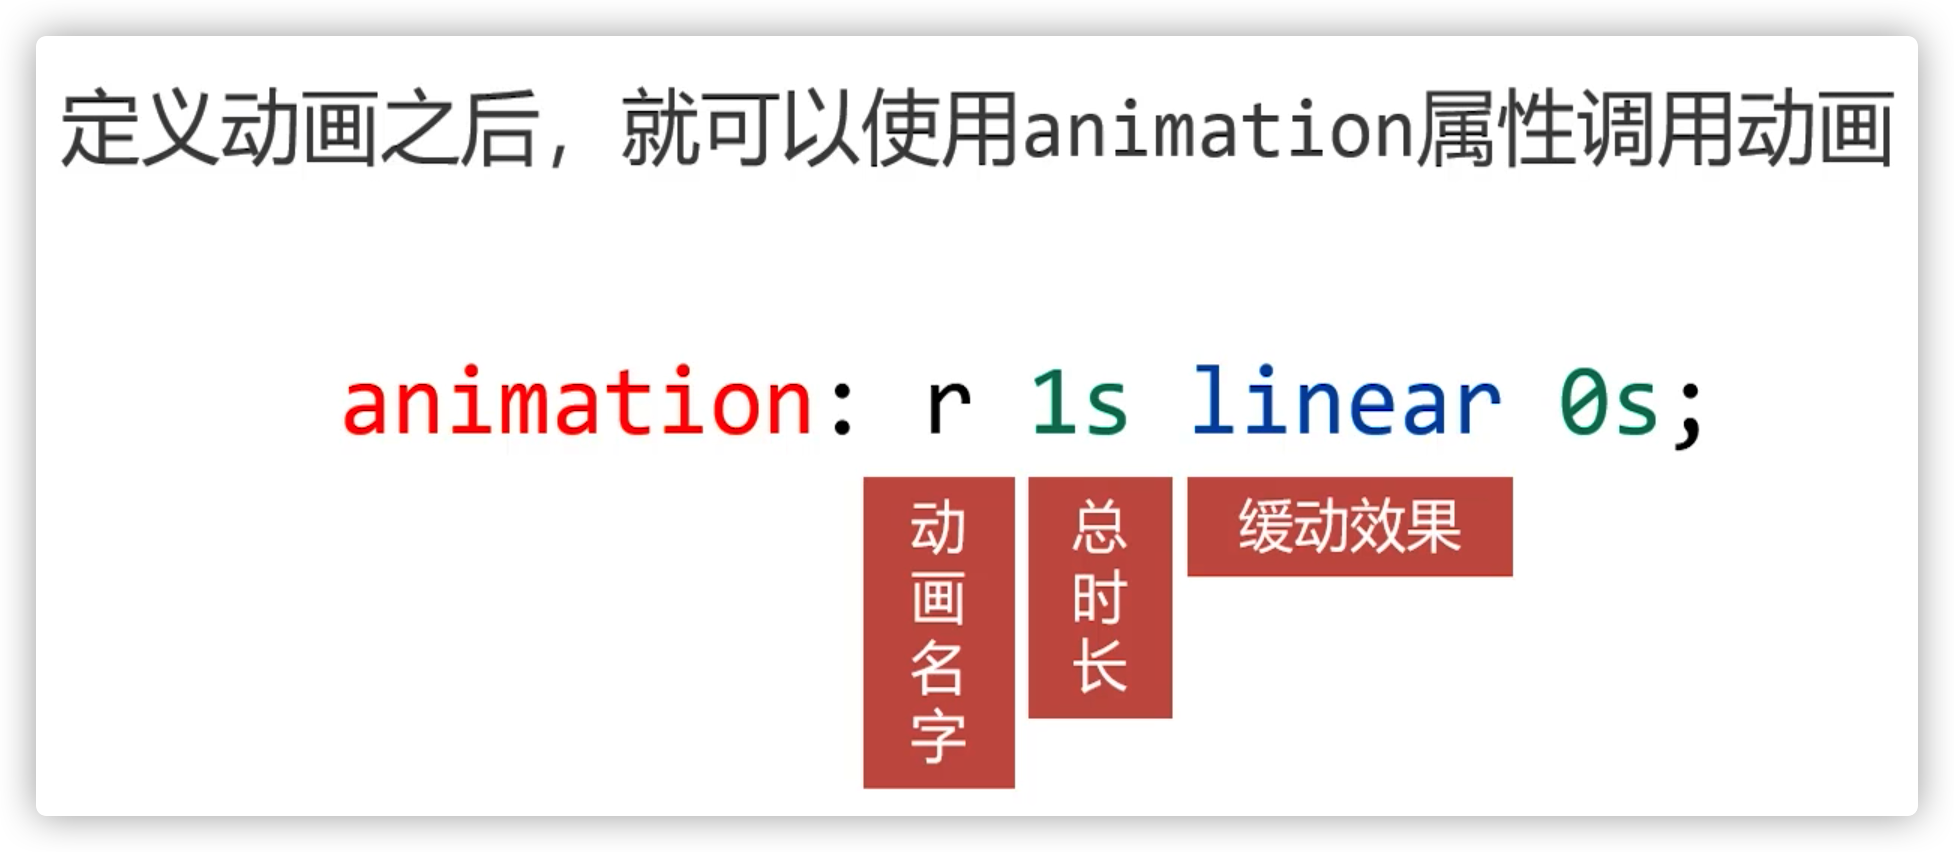 定义动画之后，就可以使用animation属性调用动画
animation: r 1s linear 0s;
动画名字
总时长
缓动效果